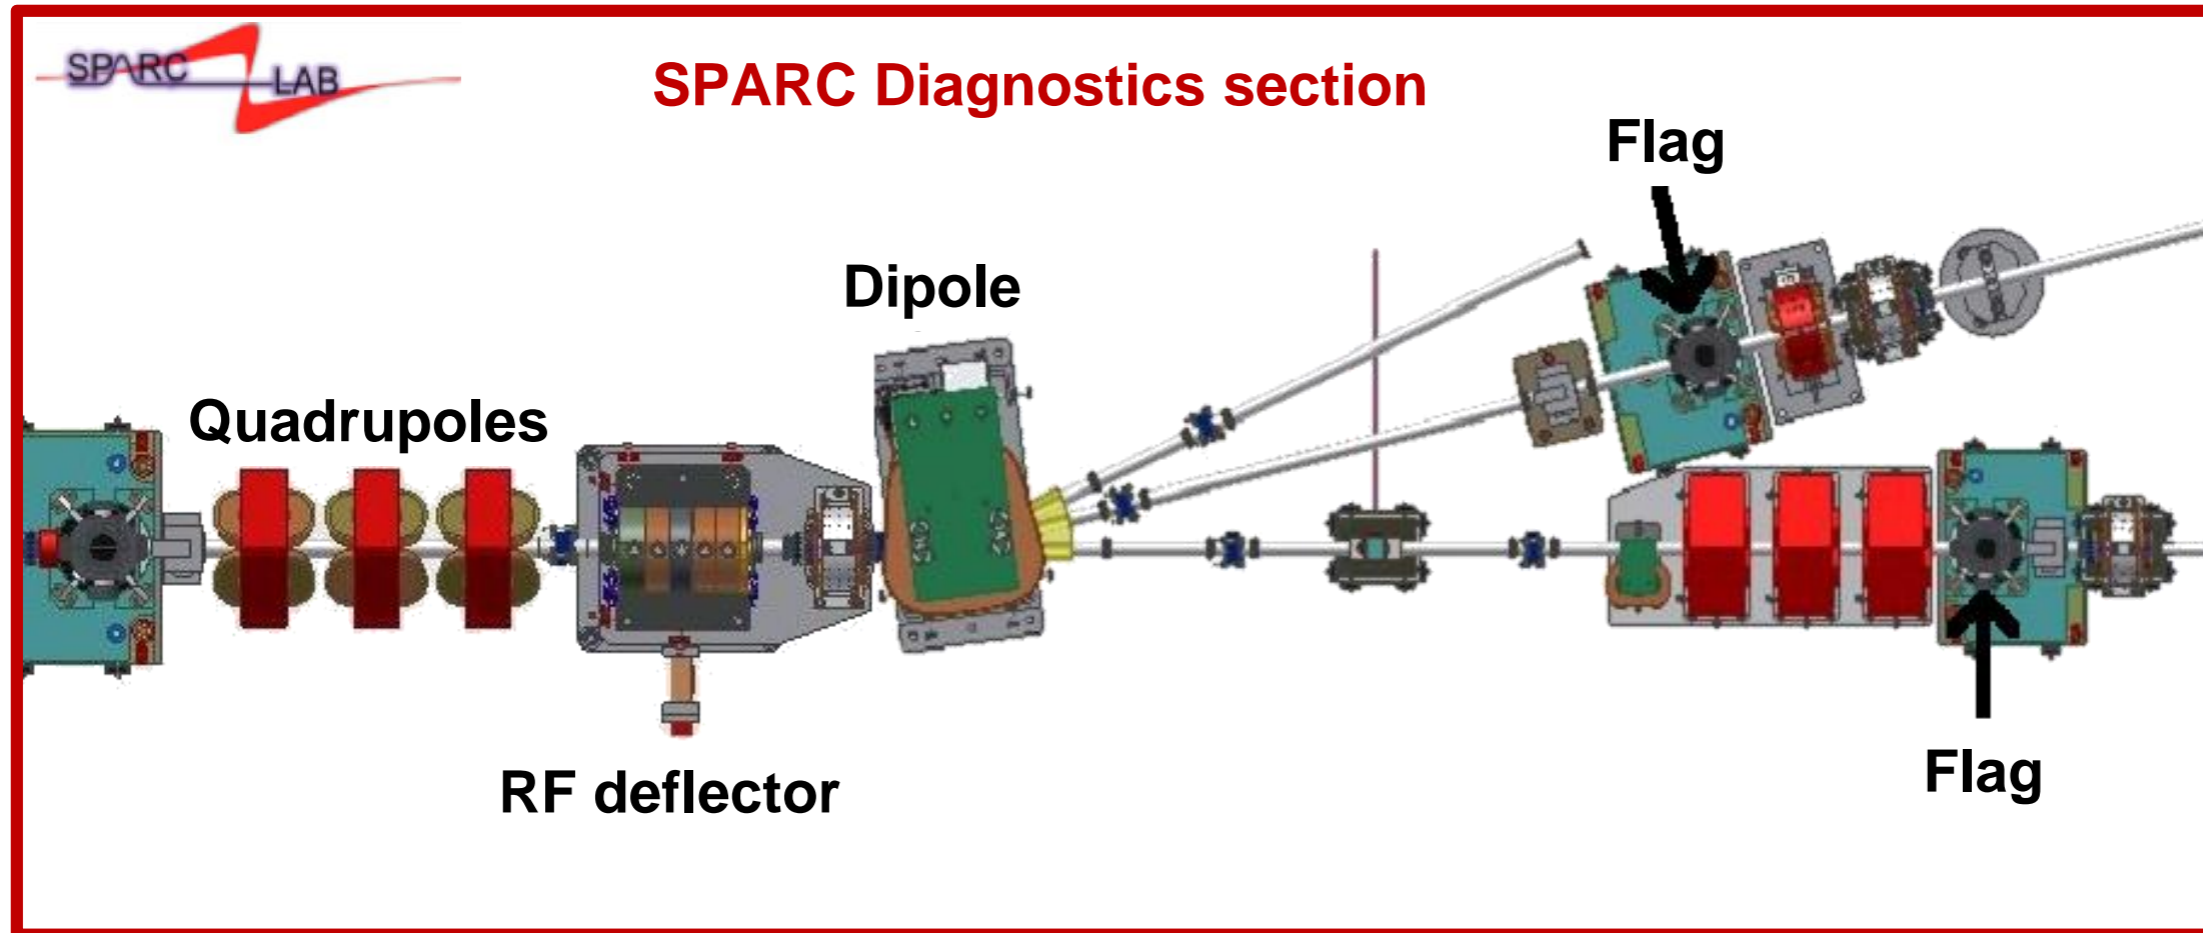 SPARC LAB
SPARC Diagnostics section
Flag
Dipole
Quadrupoles
RF deflector
Flag